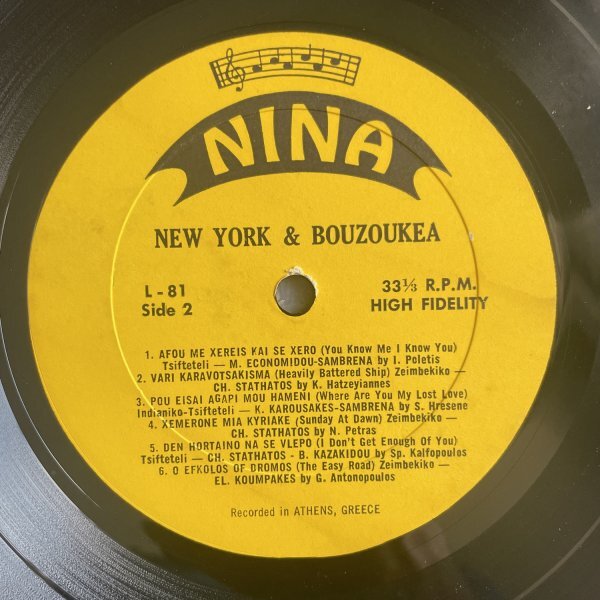 NINA
NEW YORK & BOUZOUKEA
L-81
Side 2
33⅓ R.P.M.
HIGH FIDELITY
1. AFOU ME XEREIS KAI SE XERO (You Know Me I Know You)
Tsifteteli — M. ECONOMIDOU-SAMBRENA by I. Poletis
2. VARI KARAVOTSAKISMA (Heavily Battered Ship) Zeimbekiko —
CH. STATHATOS by K. Hatzeyiannes
3. POU EISAI AGAPI MOU HAMENI (Where Are You My Lost Love)
Indianiko-Tsifteteli — K. KAROUSAKES-SAMBRENA by S. Hresene
4. XEMERONE MIA KYRIAKE (Sunday At Dawn) Zeimbekiko —
CH. STATHATOS by N. Petras
5. DEN HORTAINO NA SE VLEPO (I Don't Get Enough Of You)
Tsifteteli — CH. STATHATOS - B. KAZAKIDOU by Sp. Kalfopoulos
6. O EFKOLOS OF DROMOS (The Easy Road) Zeimbekiko —
EL. KOUMPAKES by G. Antonopoulos
Recorded in ATHENS, GREECE